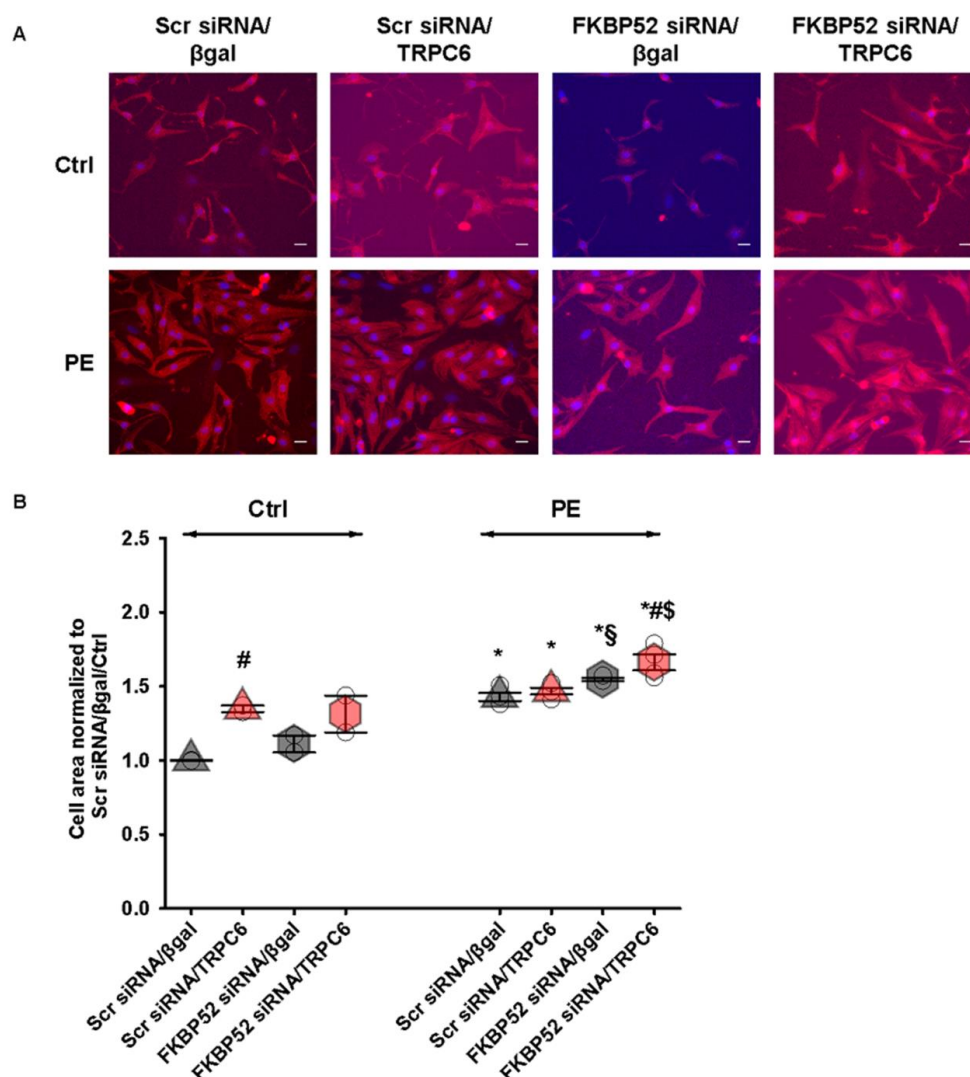 A
Scr siRNA/
βgal
Scr siRNA/
TRPC6
FKBP52 siRNA/
βgal
FKBP52 siRNA/
TRPC6
Ctrl
PE
B
Ctrl
PE
Cell area normalized to
Scr siRNA/βgal/Ctrl
2.5
2.0
1.5
1.0
0.5
0.0
#
*
*
*§
*#$
Scr siRNA/βgal
Scr siRNA/TRPC6
FKBP52 siRNA/βgal
FKBP52 siRNA/TRPC6
Scr siRNA/βgal
Scr siRNA/TRPC6
FKBP52 siRNA/βgal
FKBP52 siRNA/TRPC6